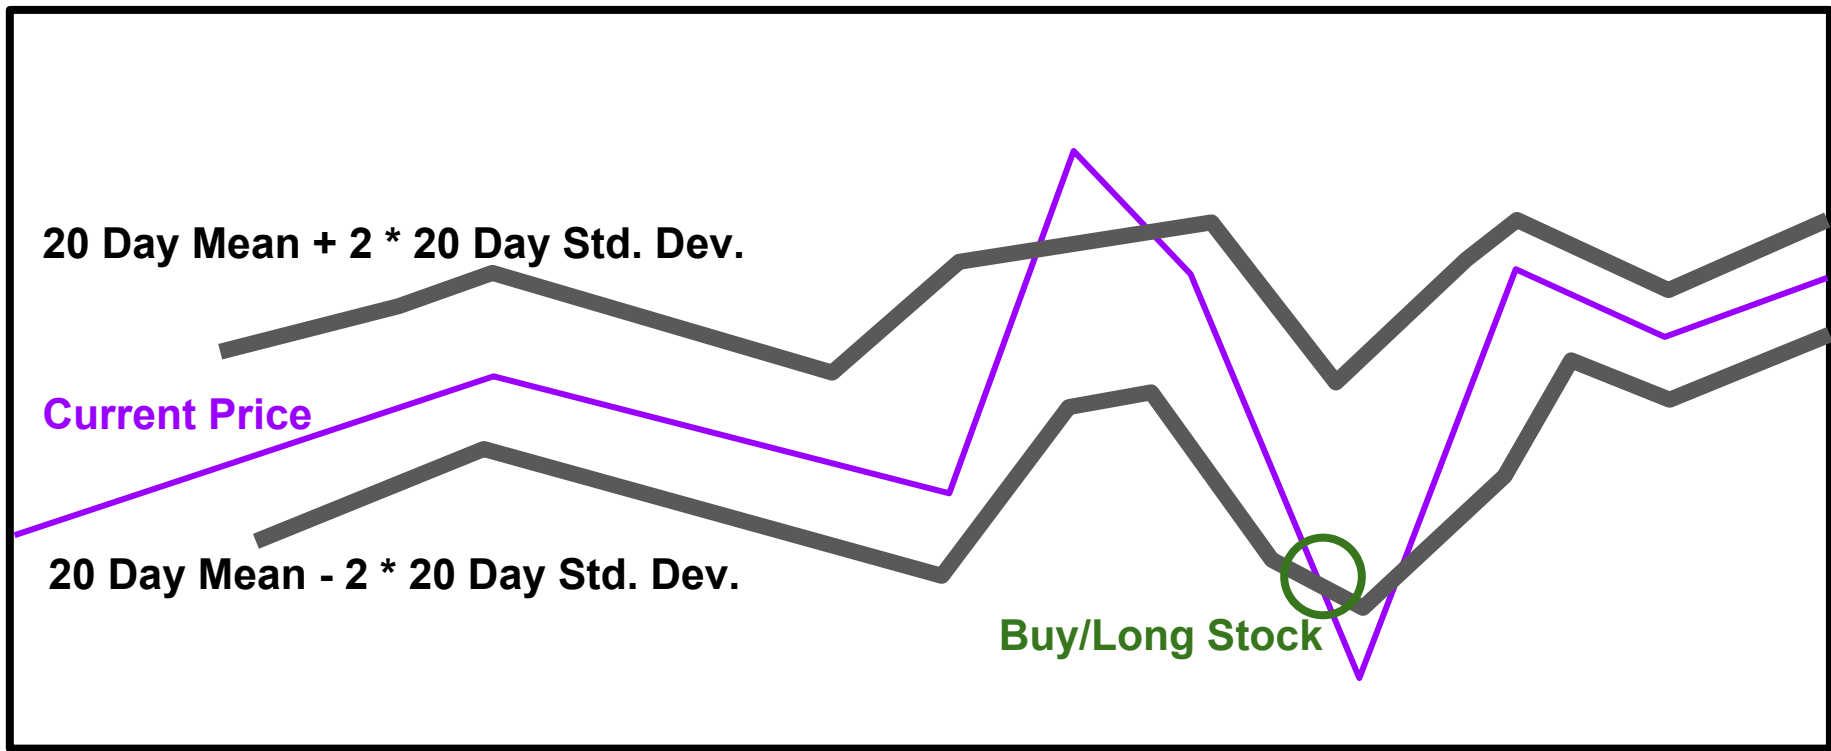 20 Day Mean + 2 * 20 Day Std. Dev.
Current Price
20 Day Mean - 2 * 20 Day Std. Dev.
Buy/Long Stock